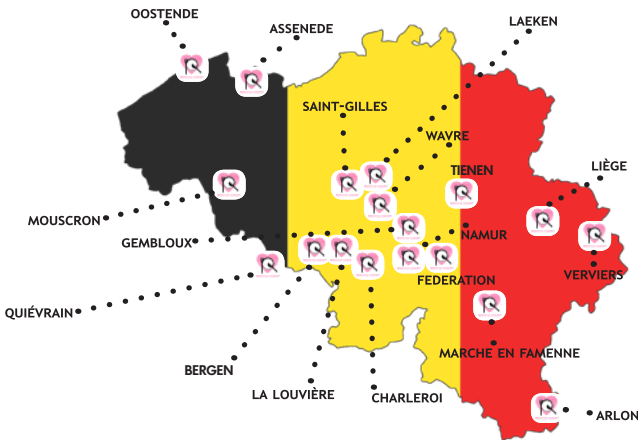 OOSTENDE
ASSENEDE
LAEKEN
SAINT-GILLES
WAVRE
TIENEN
LIÈGE
MOUSCRON
GEMBLOUX
NAMUR
VERVIERS
FEDERATION
QUIÉVRAIN
MARCHE EN FAMENNE
BERGEN
LA LOUVIÈRE
CHARLEROI
ARLON